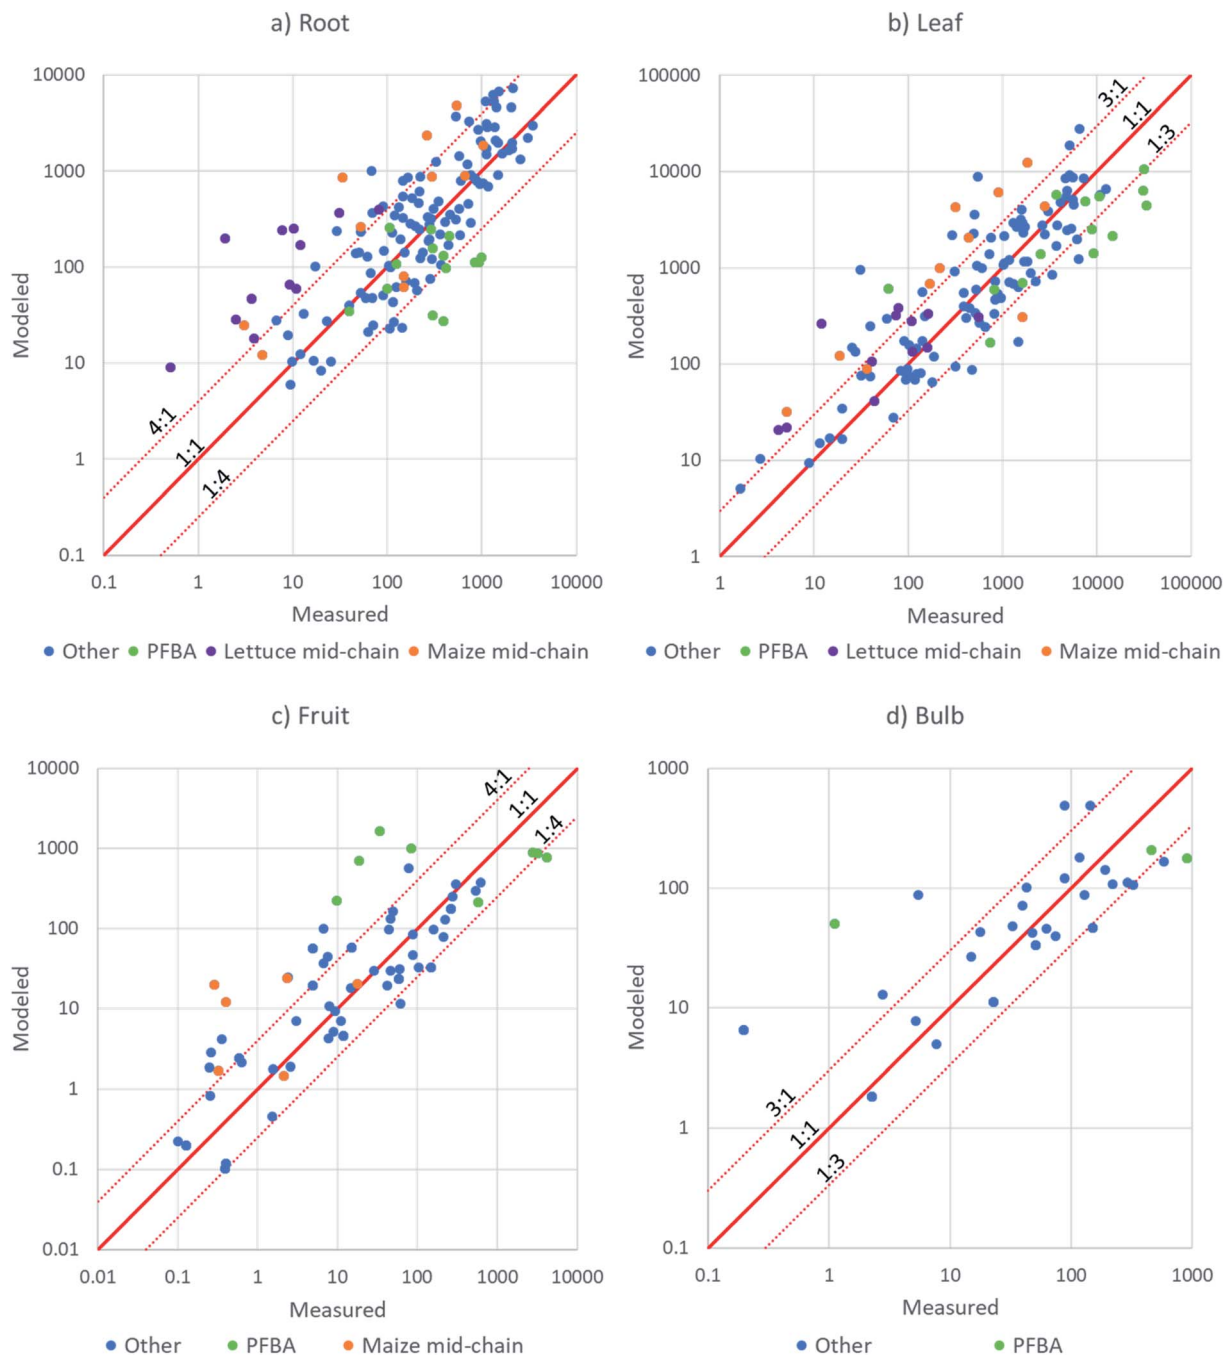 a) Root
10000
1000
100
10
1
0.1
Modeled
4:1
1:1
1:4
0.1 1 10 100 1000 10000
Measured
Other PFBA Lettuce mid-chain Maize mid-chain
b) Leaf
100000
10000
1000
100
10
1
Modeled
3:1
1:1
1:3
1 10 100 1000 10000 100000
Measured
Other PFBA Lettuce mid-chain Maize mid-chain
c) Fruit
10000
1000
100
10
1
0.1
0.01
Modeled
4:1
1:1
1:4
0.01 0.1 1 10 100 1000 10000
Measured
Other PFBA Maize mid-chain
d) Bulb
1000
100
10
1
0.1
Modeled
3:1
1:1
1:3
0.1 1 10 100 1000
Measured
Other PFBA